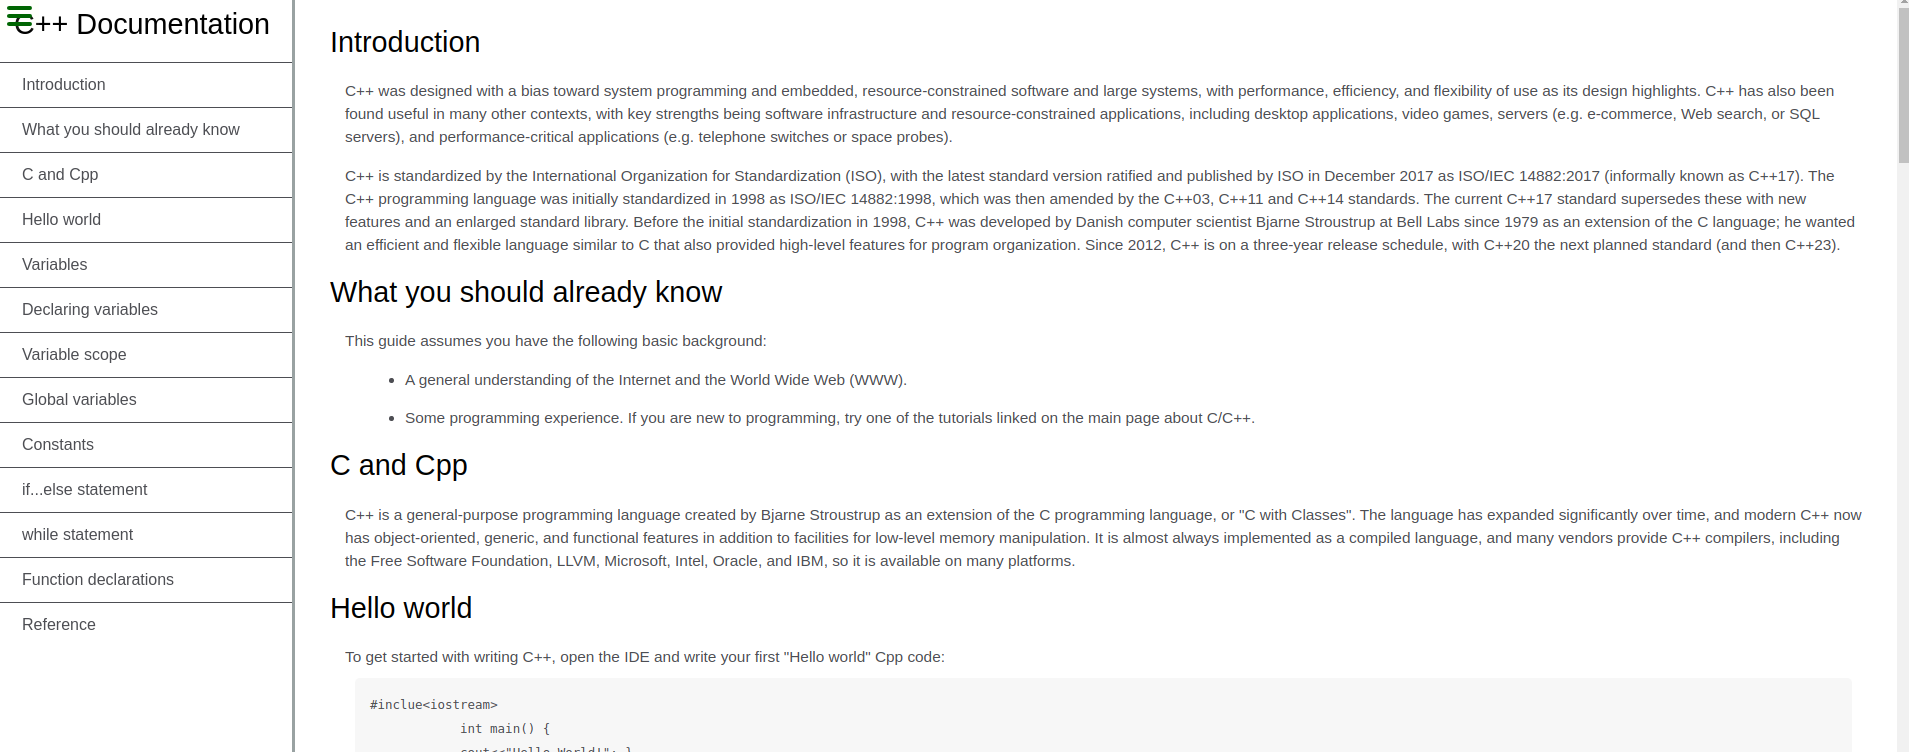 C++ Documentation
Introduction
What you should already know
C and Cpp
Hello world
Variables
Declaring variables
Variable scope
Global variables
Constants
if...else statement
while statement
Function declarations
Reference
Introduction
C++ was designed with a bias toward system programming and embedded, resource-constrained software and large systems, with performance, efficiency, and flexibility of use as its design highlights. C++ has also been
found useful in many other contexts, with key strengths being software infrastructure and resource-constrained applications, including desktop applications, video games, servers (e.g. e-commerce, Web search, or SQL
servers), and performance-critical applications (e.g. telephone switches or space probes).
C++ is standardized by the International Organization for Standardization (ISO), with the latest standard version ratified and published by ISO in December 2017 as ISO/IEC 14882:2017 (informally known as C++17). The
C++ programming language was initially standardized in 1998 as ISO/IEC 14882:1998, which was then amended by the C++03, C++11 and C++14 standards. The current C++17 standard supersedes these with new
features and an enlarged standard library. Before the initial standardization in 1998, C++ was developed by Danish computer scientist Bjarne Stroustrup at Bell Labs since 1979 as an extension of the C language; he wanted
an efficient and flexible language similar to C that also provided high-level features for program organization. Since 2012, C++ is on a three-year release schedule, with C++20 the next planned standard (and then C++23).
What you should already know
This guide assumes you have the following basic background:
• A general understanding of the Internet and the World Wide Web (WWW).
• Some programming experience. If you are new to programming, try one of the tutorials linked on the main page about C/C++.
C and Cpp
C++ is a general-purpose programming language created by Bjarne Stroustrup as an extension of the C programming language, or "C with Classes". The language has expanded significantly over time, and modern C++ now
has object-oriented, generic, and functional features in addition to facilities for low-level memory manipulation. It is almost always implemented as a compiled language, and many vendors provide C++ compilers, including
the Free Software Foundation, LLVM, Microsoft, Intel, Oracle, and IBM, so it is available on many platforms.
Hello world
To get started with writing C++, open the IDE and write your first "Hello world" Cpp code:
#inclue<iostream>
int main() {
cout<<"Hello World!"; }